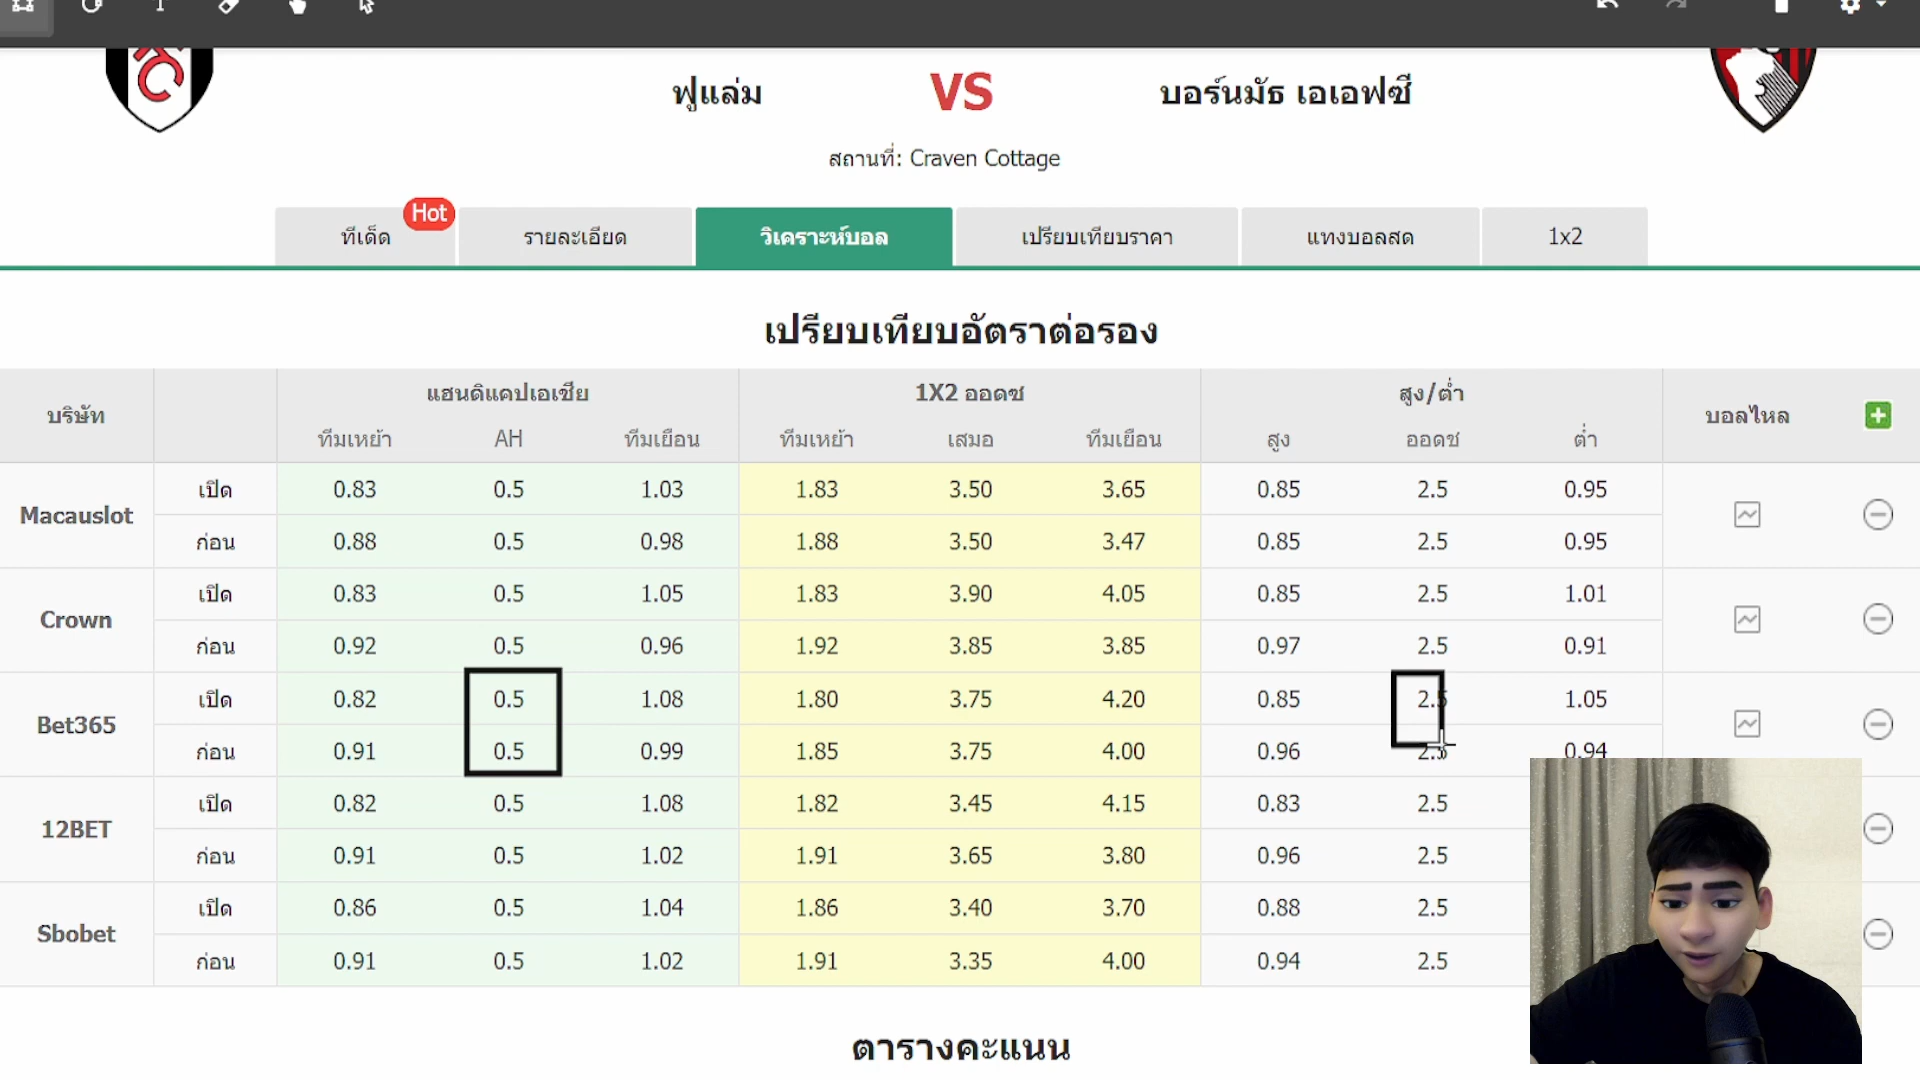 ฟูแล่ม VS บอร์นมัธ เอเอฟซี
สถานที่: Craven Cottage
ทีเด็ด Hot รายละเอียด วิเคราะห์บอล เปรียบเทียบราคา แทงบอลสด 1x2
เปรียบเทียบอัตราต่อรอง
บริษัท แฮนดิแคปเอเชีย 1X2 ออดซ สูง/ต่ำ บอลไหล
ทีมเหย้า AH ทีมเยือน ทีมเหย้า เสมอ ทีมเยือน สูง ออดซ ต่ำ
Macauslot เปิด 0.83 0.5 1.03 1.83 3.50 3.65 0.85 2.5 0.95
ก่อน 0.88 0.5 0.98 1.88 3.50 3.47 0.85 2.5 0.95
Crown เปิด 0.83 0.5 1.05 1.83 3.90 4.05 0.85 2.5 1.01
ก่อน 0.92 0.5 0.96 1.92 3.85 3.85 0.97 2.5 0.91
Bet365 เปิด 0.82 0.5 1.08 1.80 3.75 4.20 0.85 2.5 1.05
ก่อน 0.91 0.5 0.99 1.85 3.75 4.00 0.96 2.5 0.94
12BET เปิด 0.82 0.5 1.08 1.82 3.45 4.15 0.83 2.5
ก่อน 0.91 0.5 1.02 1.91 3.65 3.80 0.96 2.5
Sbobet เปิด 0.86 0.5 1.04 1.86 3.40 3.70 0.88 2.5
ก่อน 0.91 0.5 1.02 1.91 3.35 4.00 0.94 2.5
ตารางคะแนน